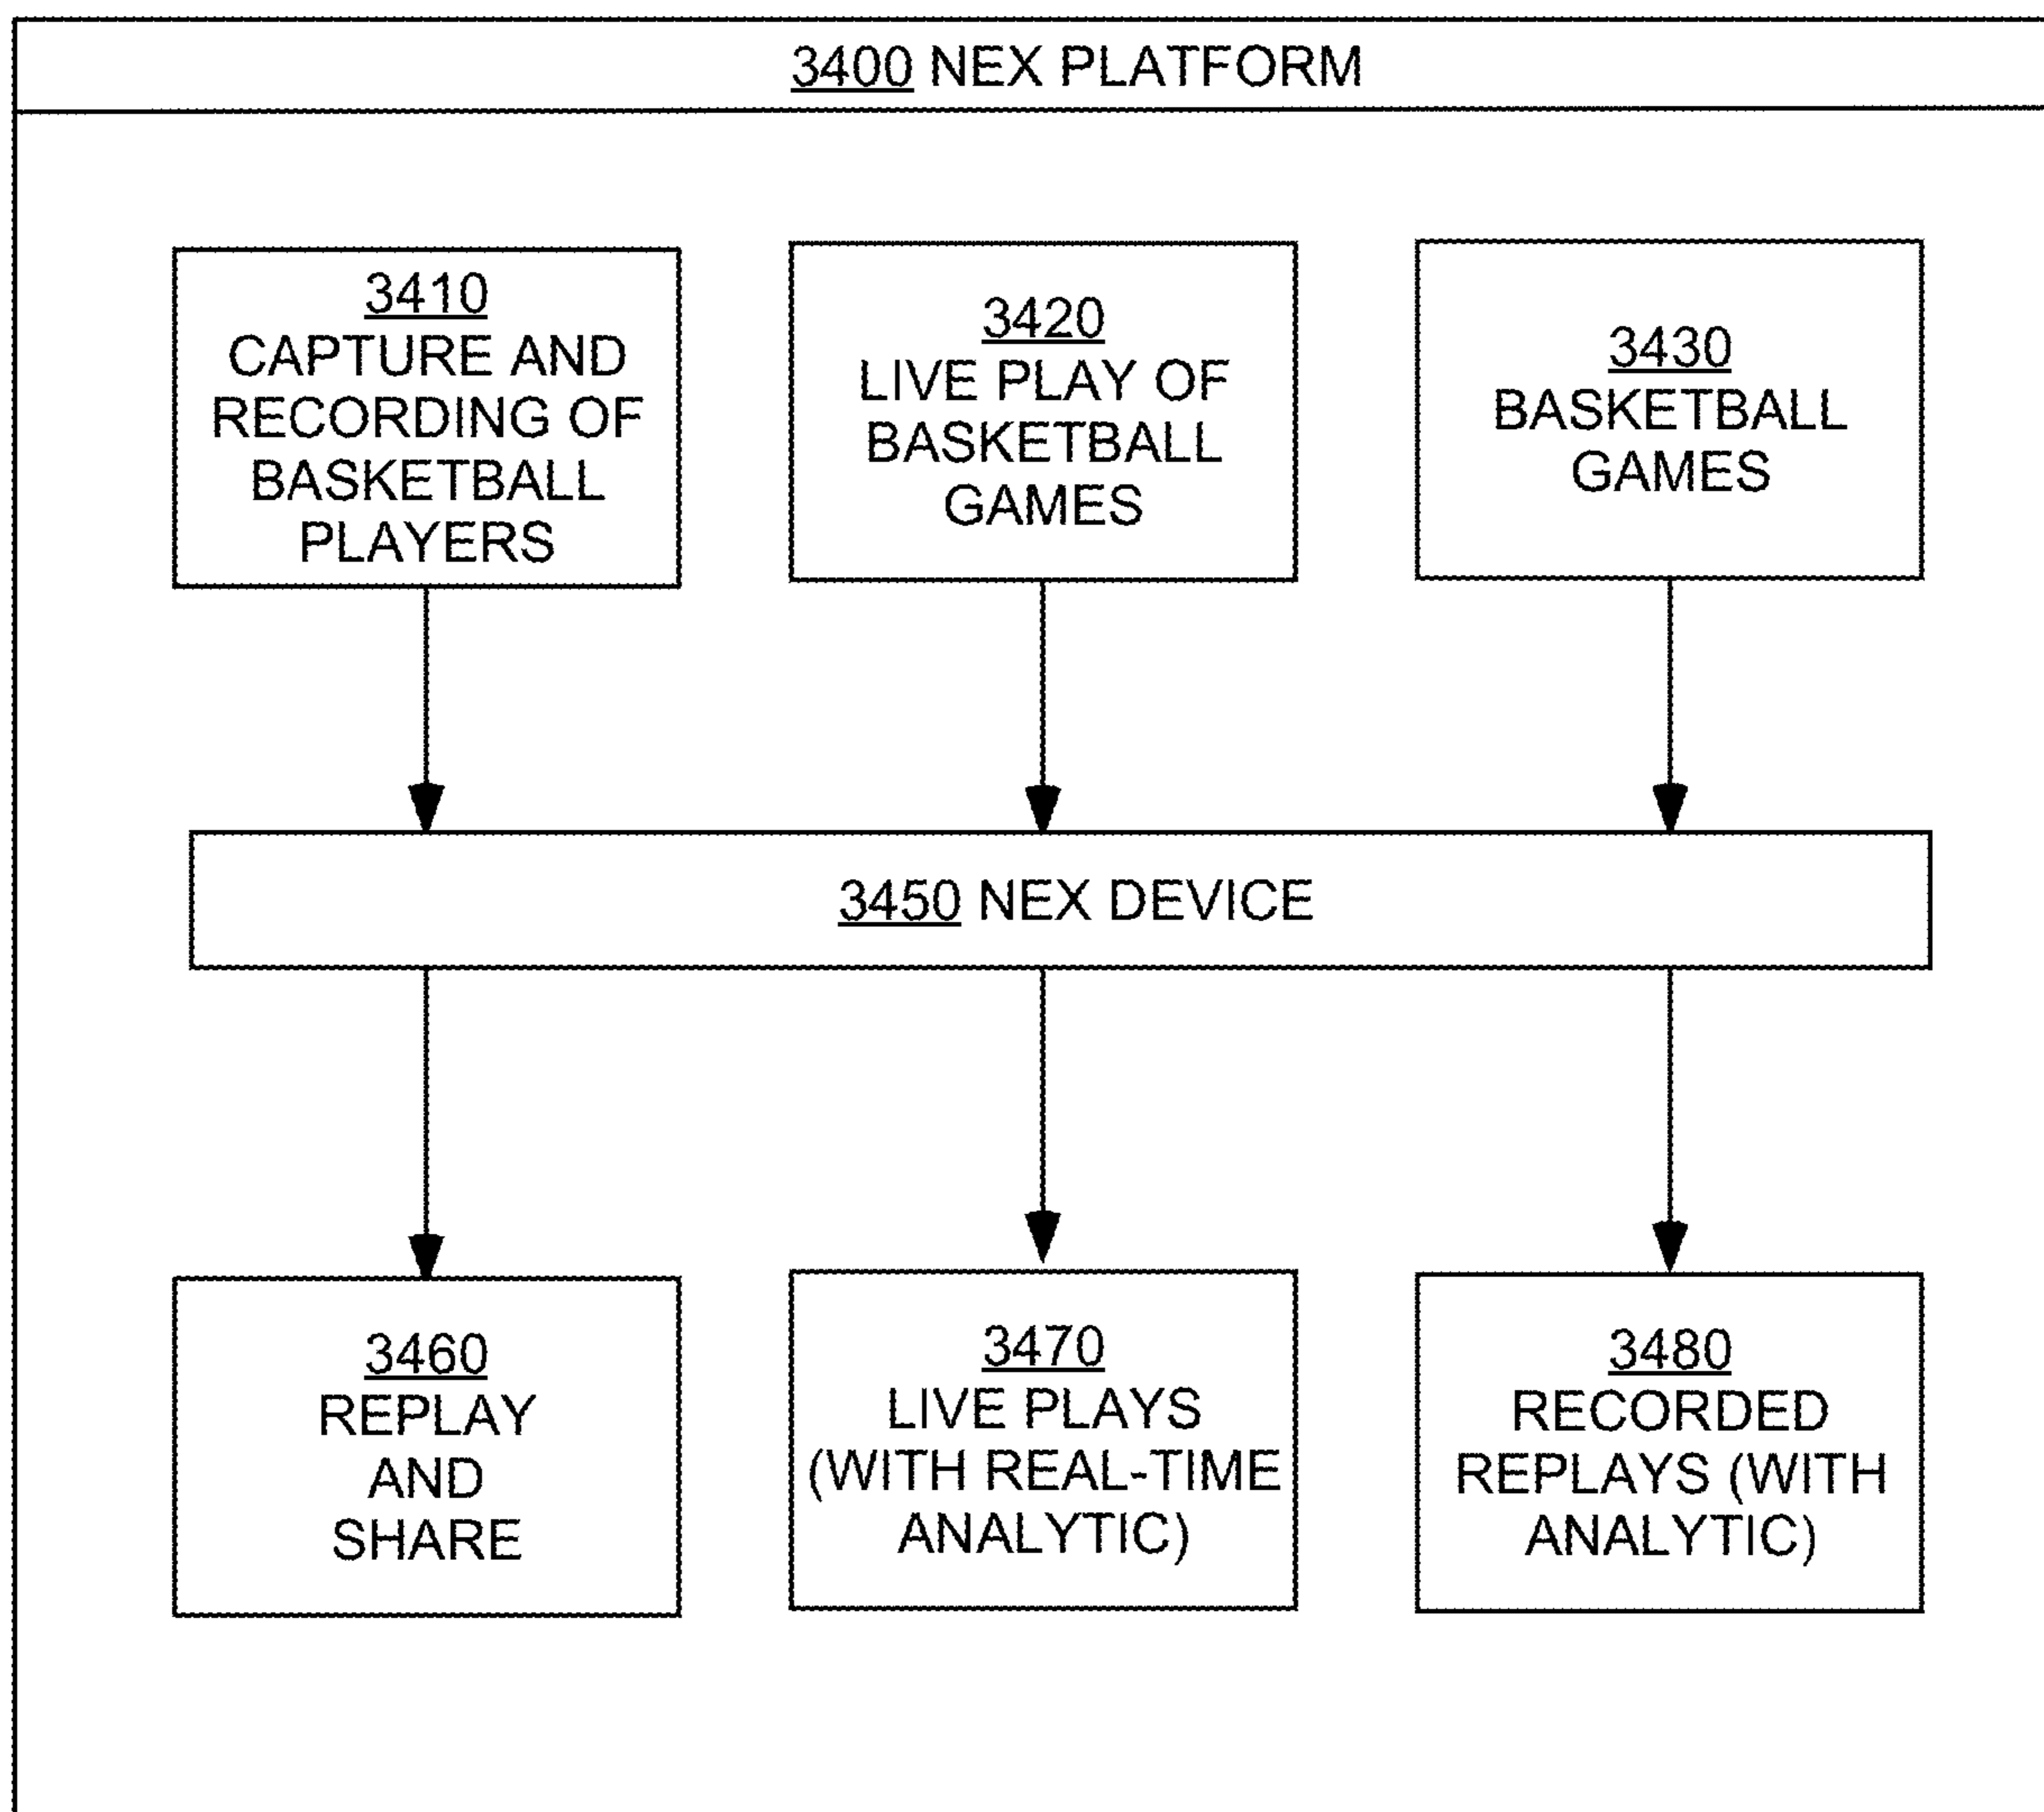 3400 NEX PLATFORM
3410
CAPTURE AND
RECORDING OF
BASKETBALL
PLAYERS
3420
LIVE PLAY OF
BASKETBALL
GAMES
3430
BASKETBALL
GAMES
3450 NEX DEVICE
3460
REPLAY
AND
SHARE
3470
LIVE PLAYS
(WITH REAL-TIME
ANALYTIC)
3480
RECORDED
REPLAYS (WITH
ANALYTIC)